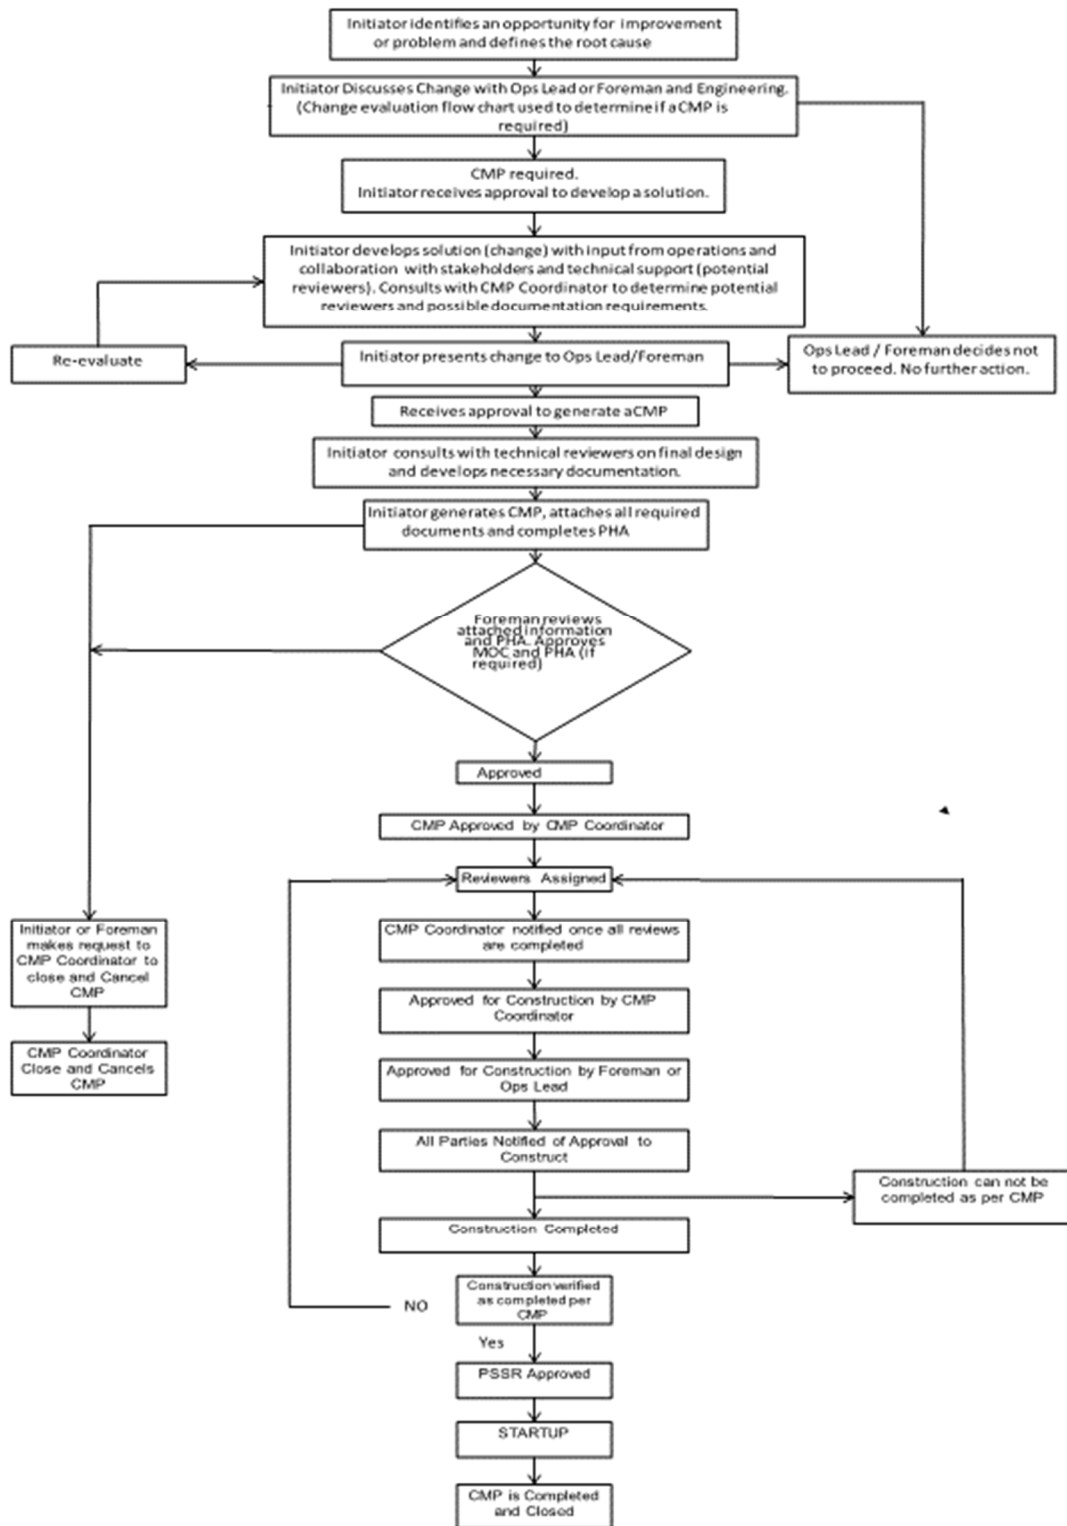 Initiator identifies an opportunity for improvement
or problem and defines the root cause
Initiator Discusses Change with Ops Lead or Foreman and Engineering.
(Change evaluation flow chart used to determine if a CMP is
required)
CMP required.
Initiator receives approval to develop a solution.
Initiator develops solution (change) with input from operations and
collaboration with stakeholders and technical support (potential
reviewers). Consults with CMP Coordinator to determine potential
reviewers and possible documentation requirements.
Re-evaluate
Initiator presents change to Ops Lead/Foreman
Ops Lead / Foreman decides not
to proceed. No further action.
Receives approval to generate a CMP
Initiator consults with technical reviewers on final design
and develops necessary documentation.
Initiator generates CMP, attaches all required
documents and completes PHA
Foreman reviews
attached information
and PHA. Approves
MOC and PHA (if
required)
Approved
CMP Approved by CMP Coordinator
Reviewers Assigned
Initiator or Foreman
makes request to
CMP Coordinator to
close and Cancel
CMP
CMP Coordinator notified once all reviews
are completed
Approved for Construction by CMP
Coordinator
CMP Coordinator
Close and Cancels
CMP
Approved for Construction by Foreman or
Ops Lead
All Parties Notified of Approval to
Construct
Construction can not be
completed as per CMP
Construction Completed
Construction verified
as completed per
CMP
NO
Yes
PSSR Approved
STARTUP
CMP is Completed
and Closed